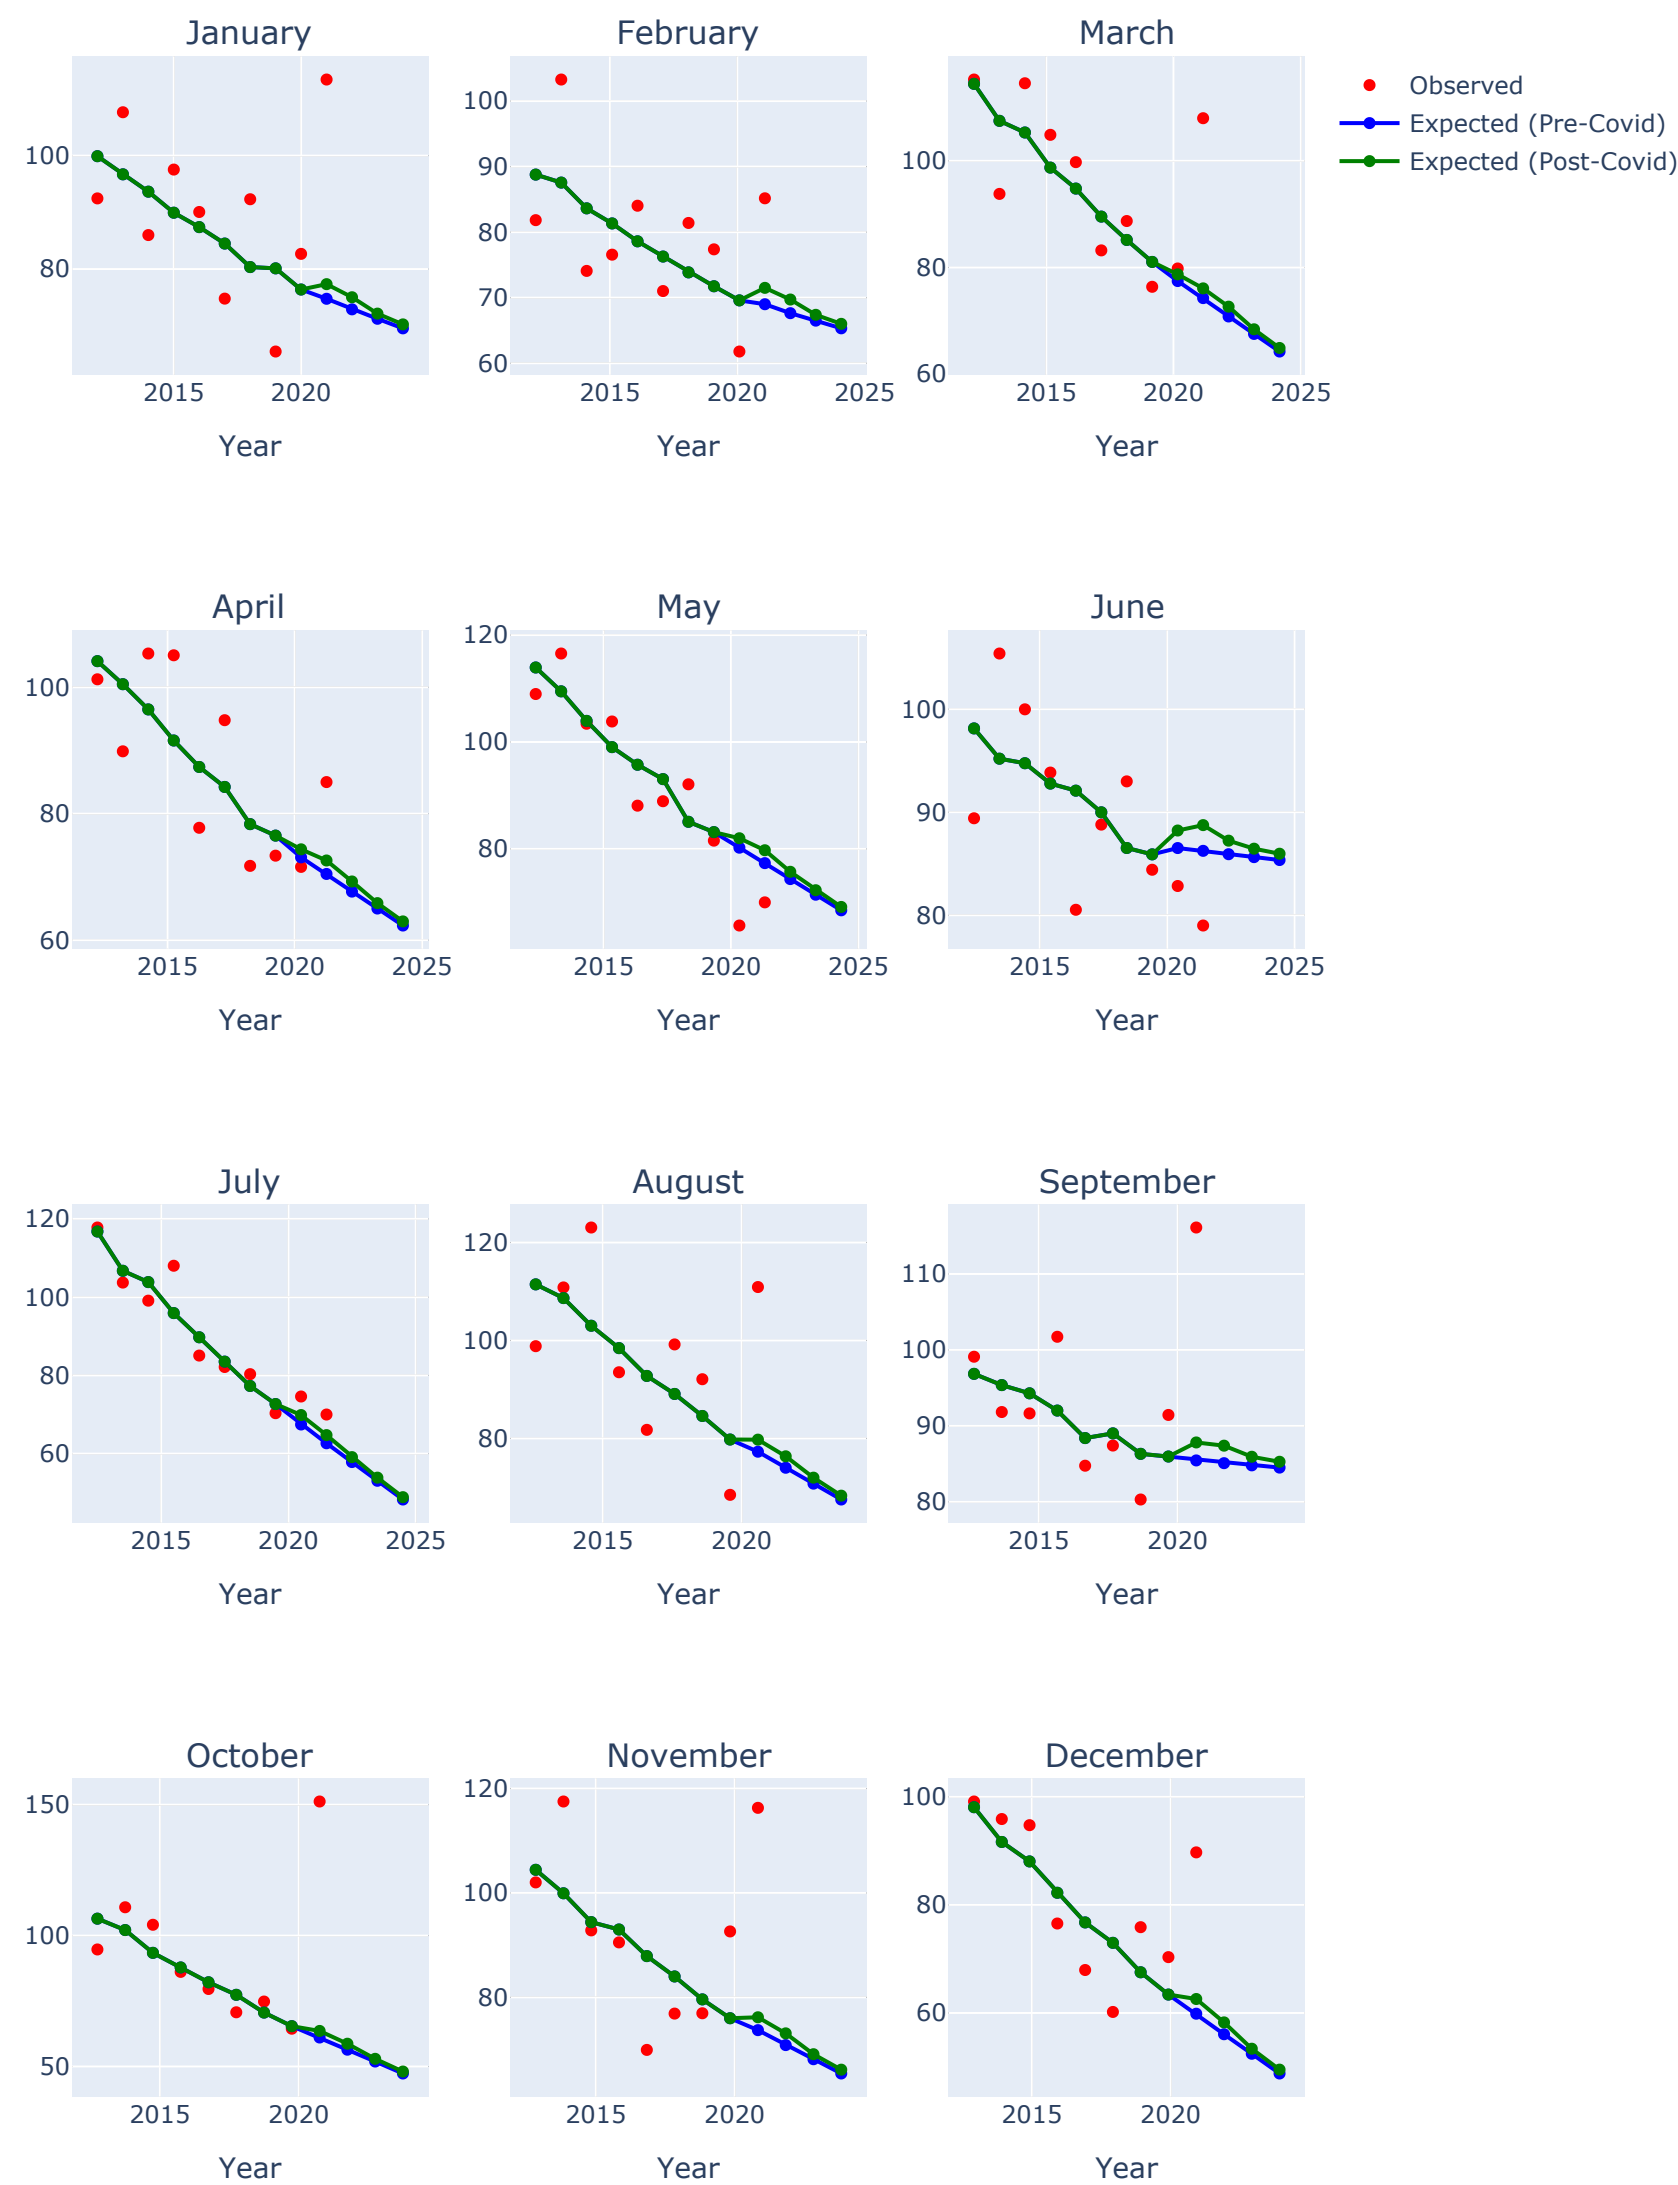 January
February
March
Observed
Expected (Pre-Covid)
Expected (Post-Covid)
100
80
2015
2020
Year
100
90
80
70
60
2015
2020
2025
Year
100
80
60
2015
2020
2025
Year
April
May
June
100
80
60
2015
2020
2025
Year
120
100
80
2015
2020
2025
Year
100
90
80
2015
2020
2025
Year
July
August
September
120
100
80
60
2015
2020
2025
Year
120
100
80
2015
2020
Year
110
100
90
80
2015
2020
Year
October
November
December
150
100
50
2015
2020
Year
120
100
80
2015
2020
Year
100
80
60
2015
2020
Year